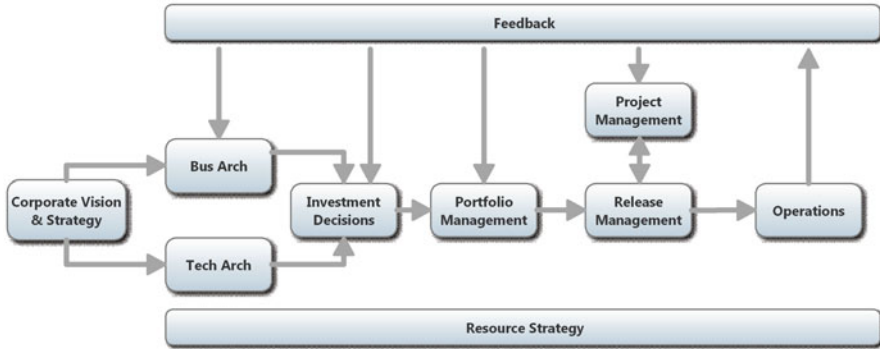 Feedback
Project
Management
Bus Arch
Corporate Vision
& Strategy
Investment
Decisions
Portfolio
Management
Release
Management
Operations
Tech Arch
Resource Strategy